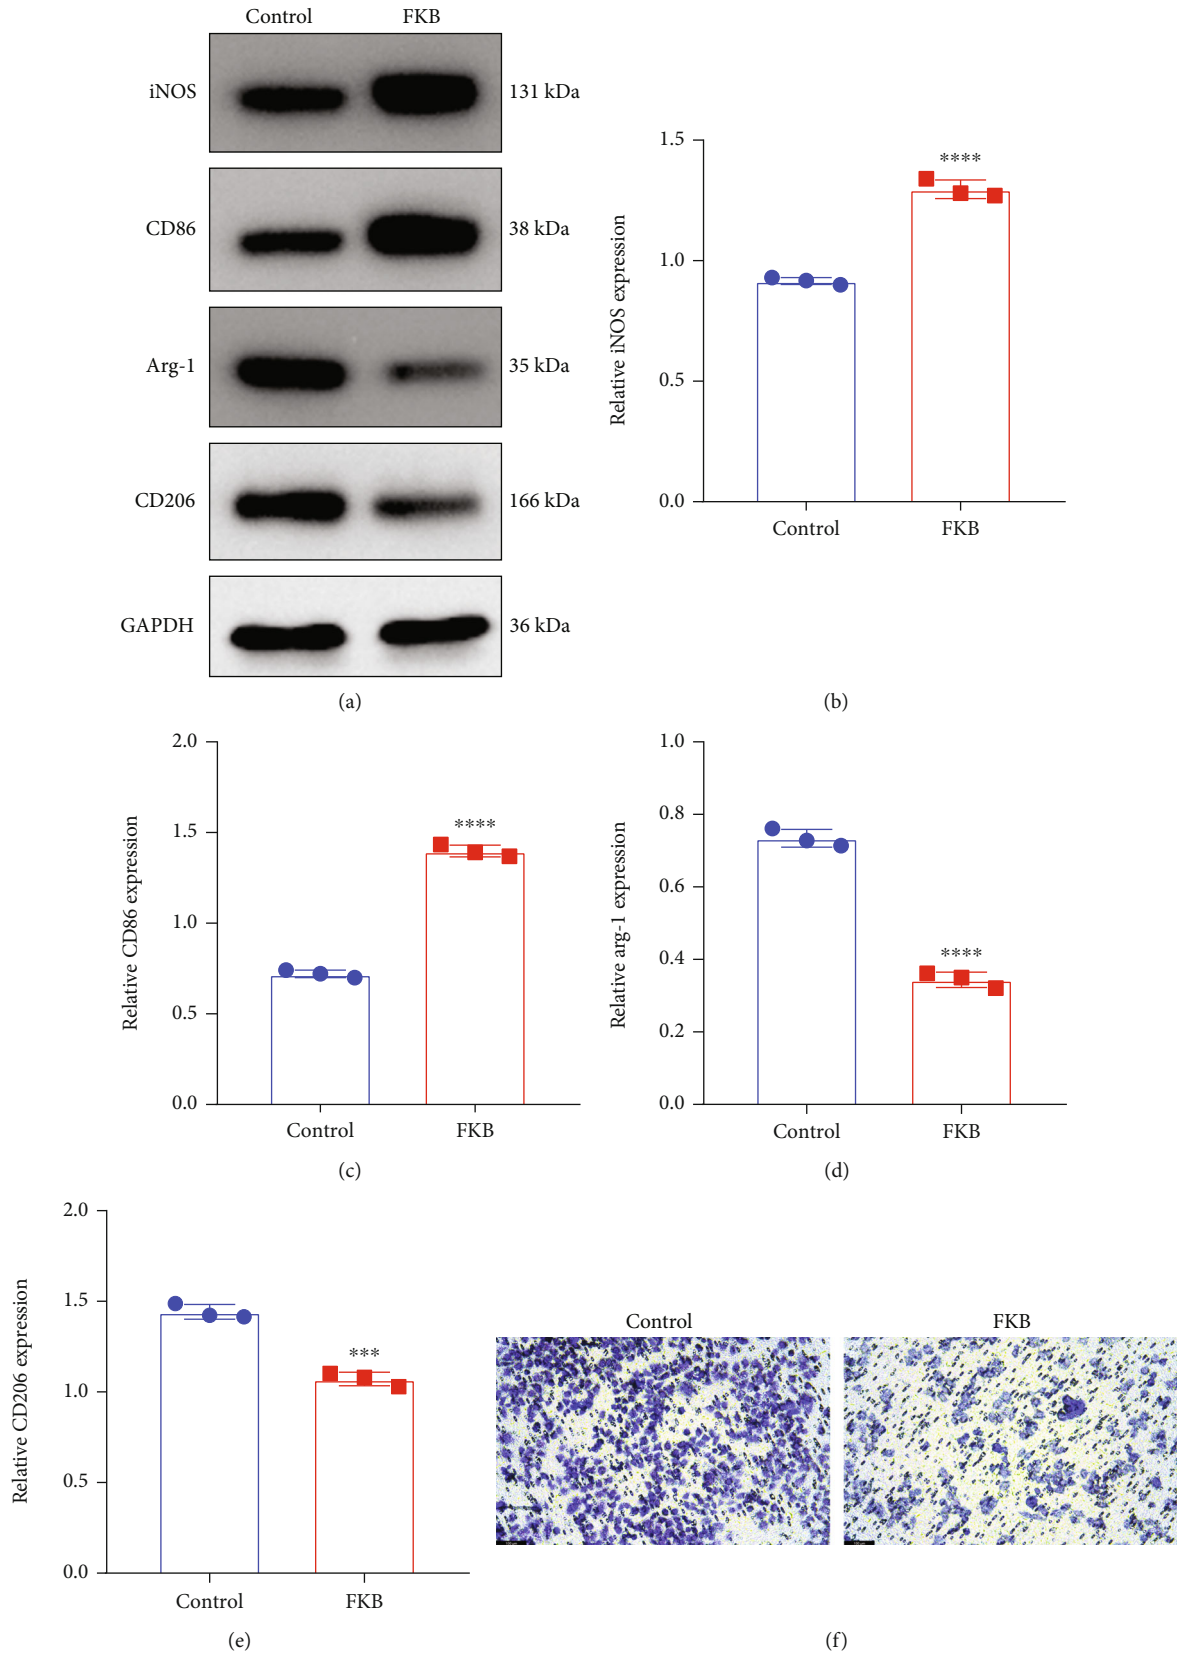 Control FKB
iNOS 131 kDa
CD86 38 kDa
Arg-1 35 kDa
CD206 166 kDa
GAPDH 36 kDa
(a)
1.5
1.0
0.5
0.0
Relative iNOS expression
****
Control FKB
(b)
2.0
1.5
1.0
0.5
0.0
Relative CD86 expression
****
Control FKB
(c)
1.0
0.8
0.6
0.4
0.2
0.0
Relative arg-1 expression
****
Control FKB
(d)
2.0
1.5
1.0
0.5
0.0
Relative CD206 expression
***
Control FKB
(e)
Control FKB
(f)